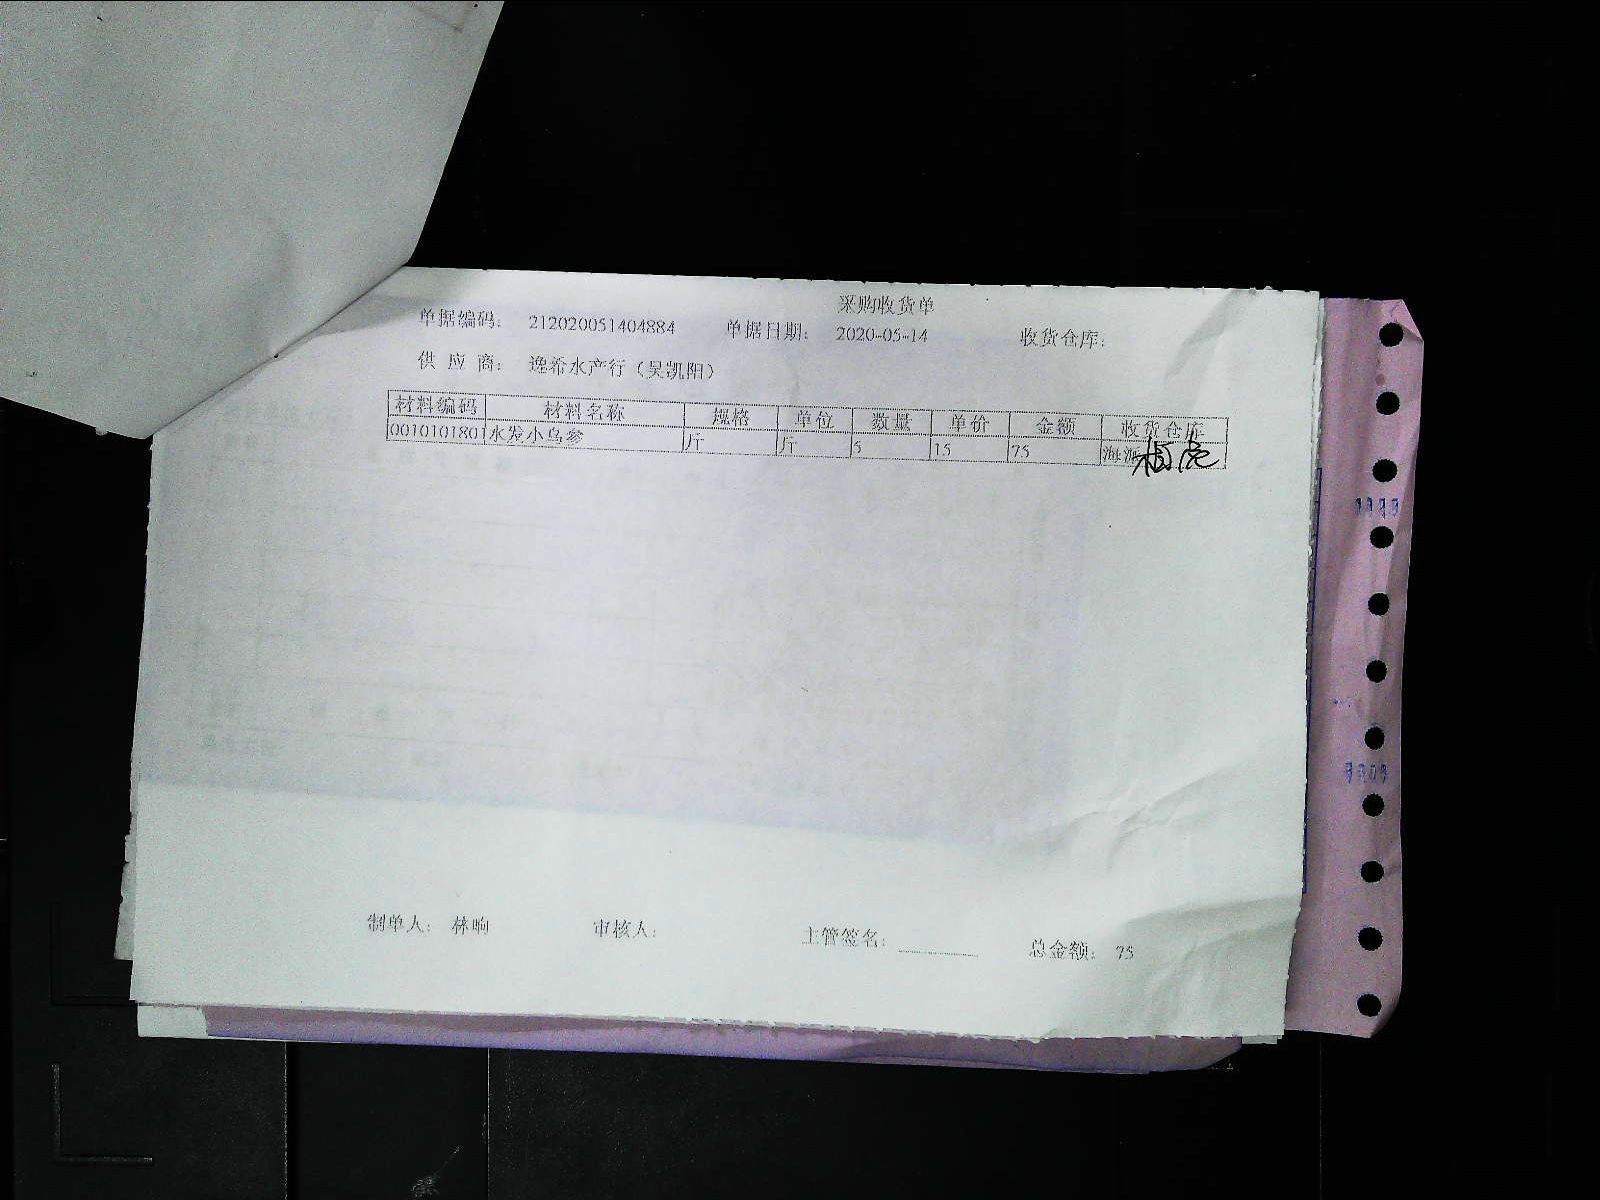 采购收货单
单据编码: 212020051404884 单据日期: 2020-05-14 收货仓库:
供 应 商: 逸希水产行（吴凯阳）
材料编码 材料名称 规格 单位 数量 单价 金额 收货仓库
0010101801 水发小乌参 斤 斤 5 15 75 海派
制单人: 林晌 审核人: 主管签名: 总金额: 75